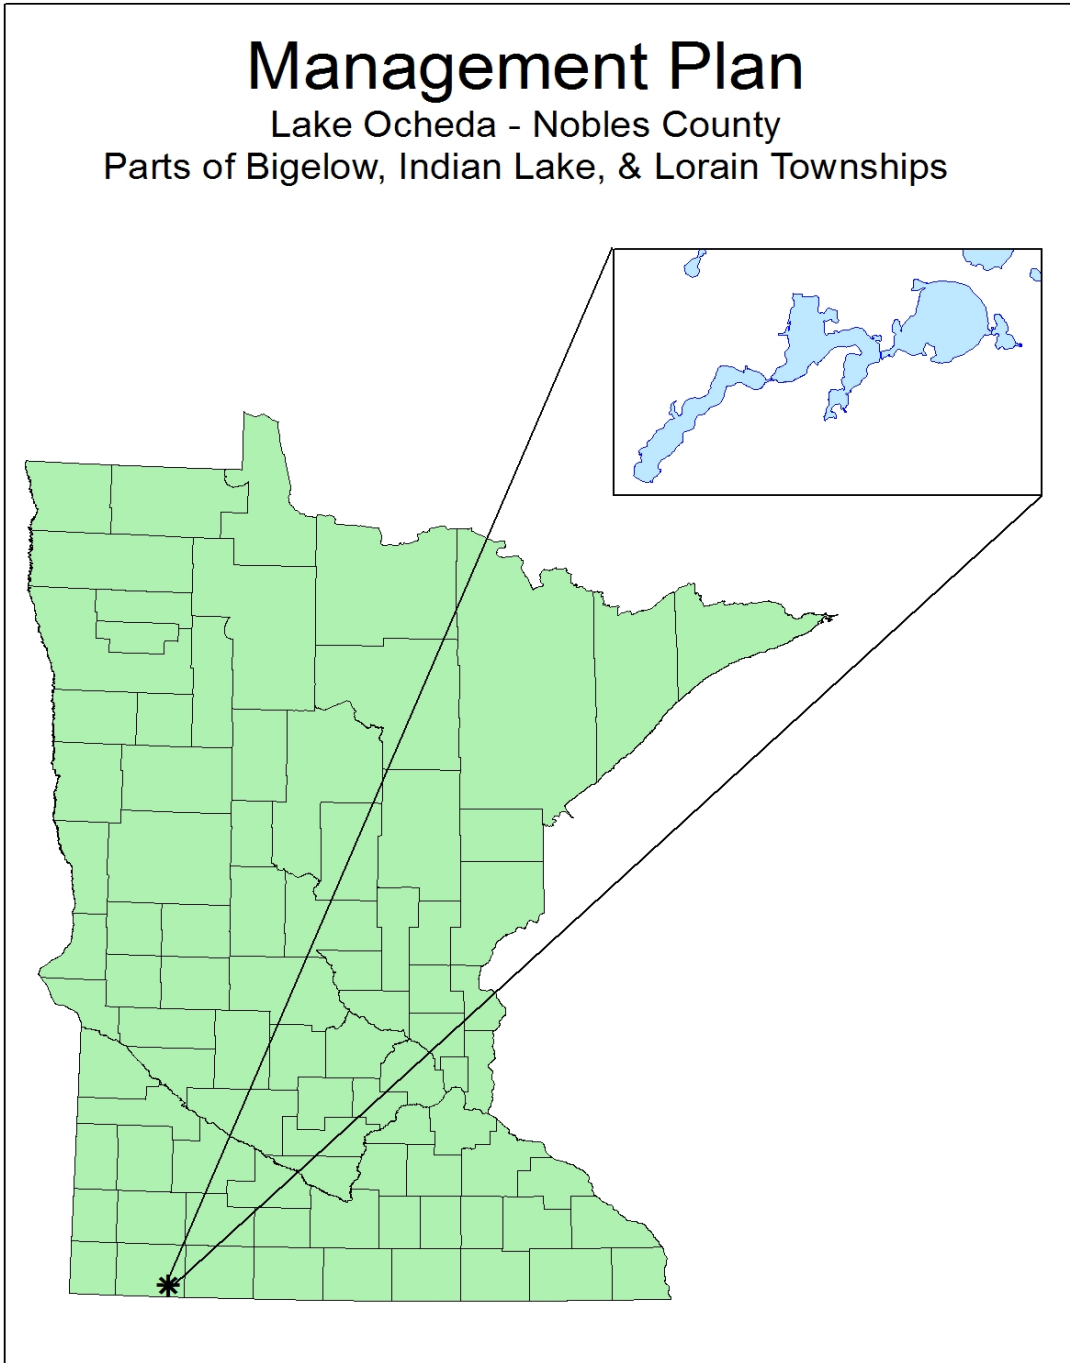 Management Plan
Lake Ocheda - Nobles County
Parts of Bigelow, Indian Lake, & Lorain Townships